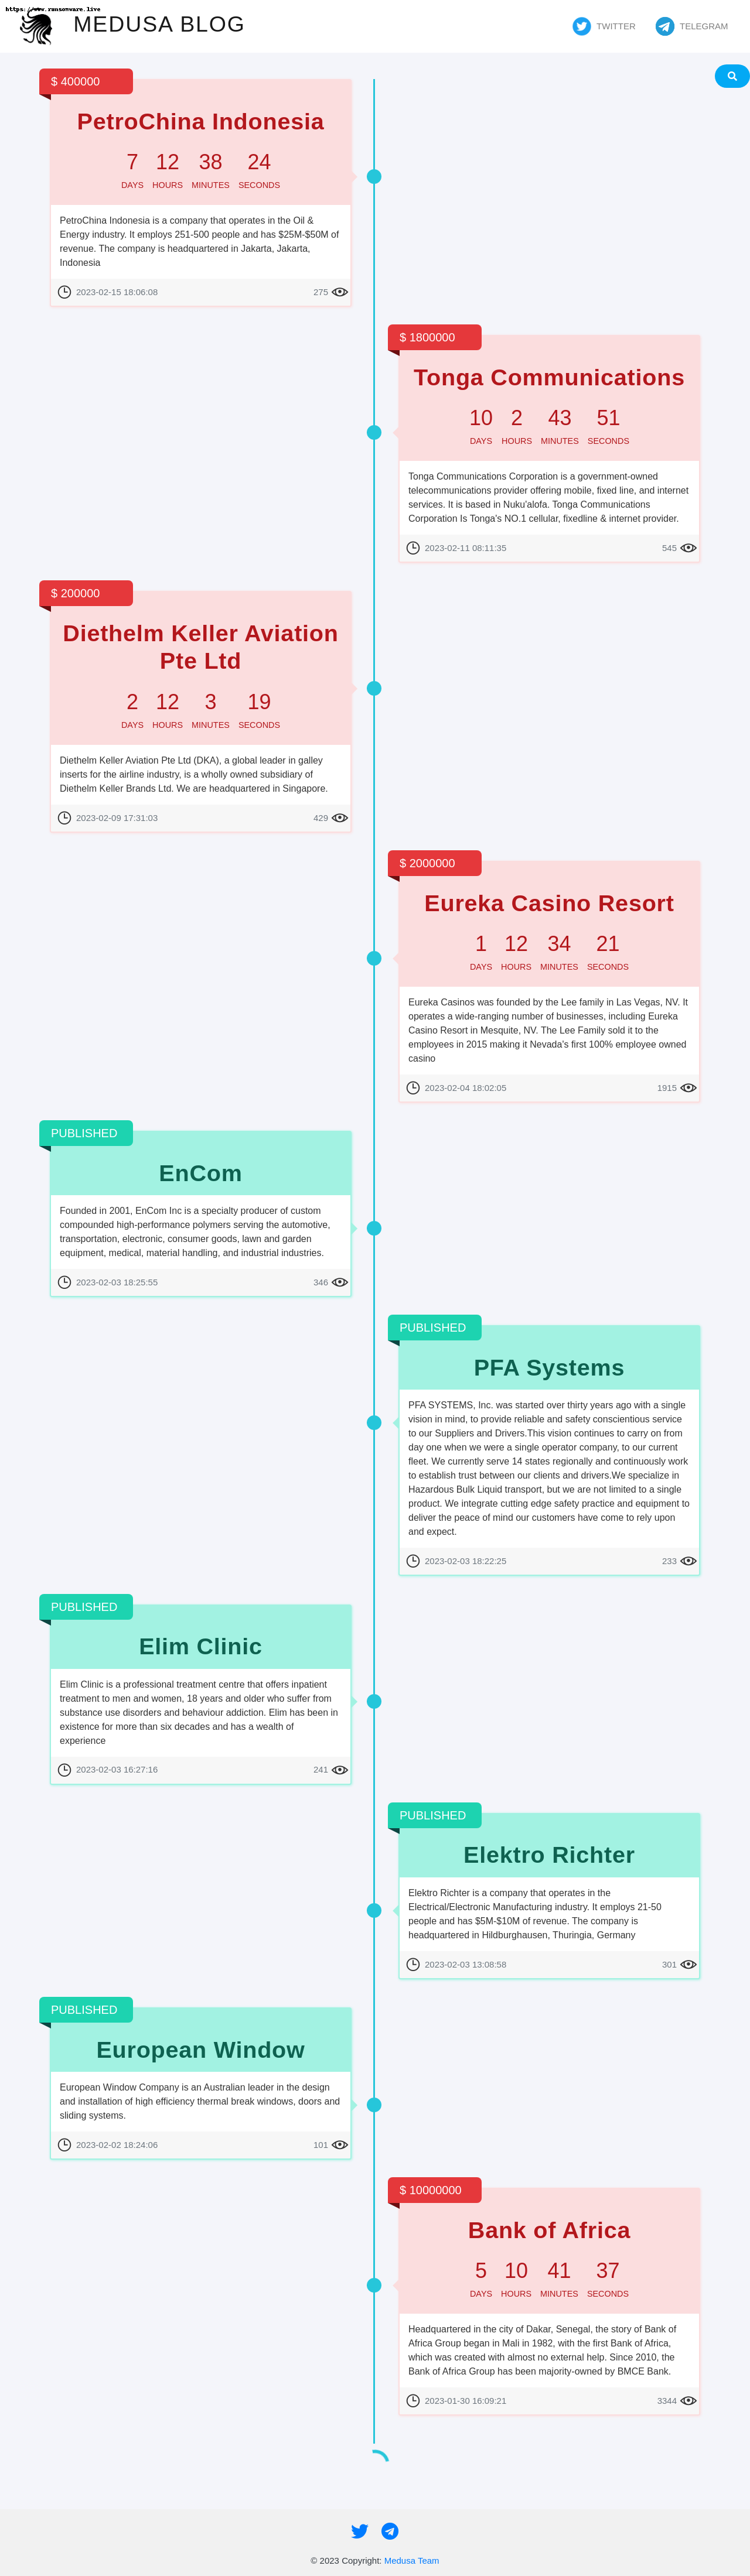 https://www.ransomware.live
MEDUSA BLOG
TWITTER
TELEGRAM
$ 400000
PetroChina Indonesia
7 12 38 24
DAYS HOURS MINUTES SECONDS
PetroChina Indonesia is a company that operates in the Oil &
Energy industry. It employs 251-500 people and has $25M-$50M of
revenue. The company is headquartered in Jakarta, Jakarta,
Indonesia
2023-02-15 18:06:08
275
$ 1800000
Tonga Communications
10 2 43 51
DAYS HOURS MINUTES SECONDS
Tonga Communications Corporation is a government-owned
telecommunications provider offering mobile, fixed line, and internet
services. It is based in Nuku'alofa. Tonga Communications
Corporation Is Tonga's NO.1 cellular, fixedline & internet provider.
2023-02-11 08:11:35
545
$ 200000
Diethelm Keller Aviation
Pte Ltd
2 12 3 19
DAYS HOURS MINUTES SECONDS
Diethelm Keller Aviation Pte Ltd (DKA), a global leader in galley
inserts for the airline industry, is a wholly owned subsidiary of
Diethelm Keller Brands Ltd. We are headquartered in Singapore.
2023-02-09 17:31:03
429
$ 2000000
Eureka Casino Resort
1 12 34 21
DAYS HOURS MINUTES SECONDS
Eureka Casinos was founded by the Lee family in Las Vegas, NV. It
operates a wide-ranging number of businesses, including Eureka
Casino Resort in Mesquite, NV. The Lee Family sold it to the
employees in 2015 making it Nevada's first 100% employee owned
casino
2023-02-04 18:02:05
1915
PUBLISHED
EnCom
Founded in 2001, EnCom Inc is a specialty producer of custom
compounded high-performance polymers serving the automotive,
transportation, electronic, consumer goods, lawn and garden
equipment, medical, material handling, and industrial industries.
2023-02-03 18:25:55
346
PUBLISHED
PFA Systems
PFA SYSTEMS, Inc. was started over thirty years ago with a single
vision in mind, to provide reliable and safety conscientious service
to our Suppliers and Drivers.This vision continues to carry on from
day one when we were a single operator company, to our current
fleet. We currently serve 14 states regionally and continuously work
to establish trust between our clients and drivers.We specialize in
Hazardous Bulk Liquid transport, but we are not limited to a single
product. We integrate cutting edge safety practice and equipment to
deliver the peace of mind our customers have come to rely upon
and expect.
2023-02-03 18:22:25
233
PUBLISHED
Elim Clinic
Elim Clinic is a professional treatment centre that offers inpatient
treatment to men and women, 18 years and older who suffer from
substance use disorders and behaviour addiction. Elim has been in
existence for more than six decades and has a wealth of
experience
2023-02-03 16:27:16
241
PUBLISHED
Elektro Richter
Elektro Richter is a company that operates in the
Electrical/Electronic Manufacturing industry. It employs 21-50
people and has $5M-$10M of revenue. The company is
headquartered in Hildburghausen, Thuringia, Germany
2023-02-03 13:08:58
301
PUBLISHED
European Window
European Window Company is an Australian leader in the design
and installation of high efficiency thermal break windows, doors and
sliding systems.
2023-02-02 18:24:06
101
$ 10000000
Bank of Africa
5 10 41 37
DAYS HOURS MINUTES SECONDS
Headquartered in the city of Dakar, Senegal, the story of Bank of
Africa Group began in Mali in 1982, with the first Bank of Africa,
which was created with almost no external help. Since 2010, the
Bank of Africa Group has been majority-owned by BMCE Bank.
2023-01-30 16:09:21
3344
© 2023 Copyright: Medusa Team